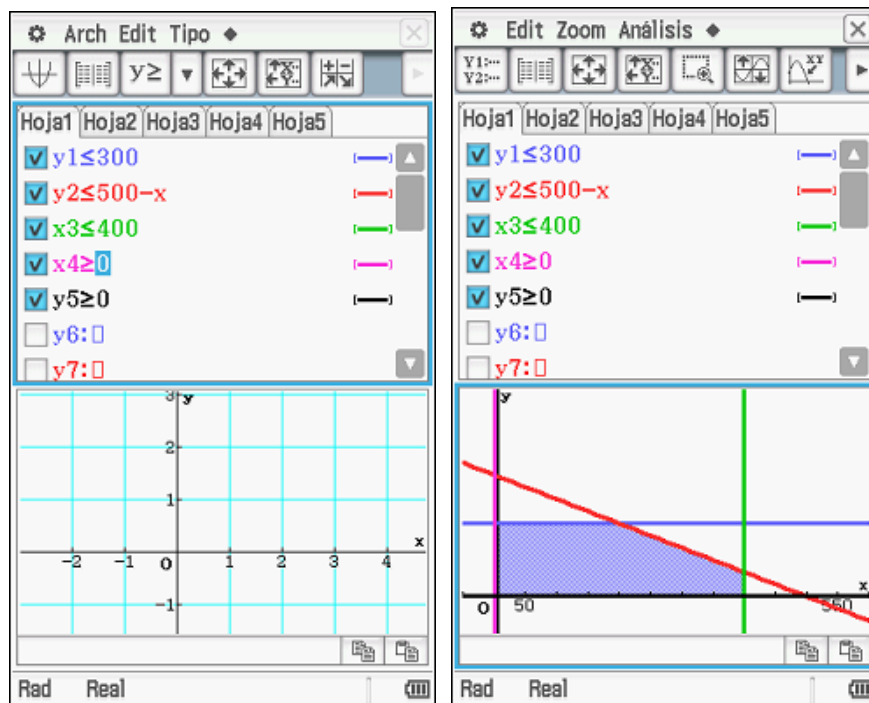 Arch Edit Tipo
y≥
Hoja1 Hoja2 Hoja3 Hoja4 Hoja5
y1≤300
y2≤500-x
x3≤400
x4≥0
y5≥0
y6:▯
y7:▯
3 y
2
1
x
-2 -1 0 1 2 3 4
-1
Rad Real
Edit Zoom Análisis
Y1:···
Y2:···
XY
Hoja1 Hoja2 Hoja3 Hoja4 Hoja5
y1≤300
y2≤500-x
x3≤400
x4≥0
y5≥0
y6:▯
y7:▯
y
x
0 50 550
Rad Real